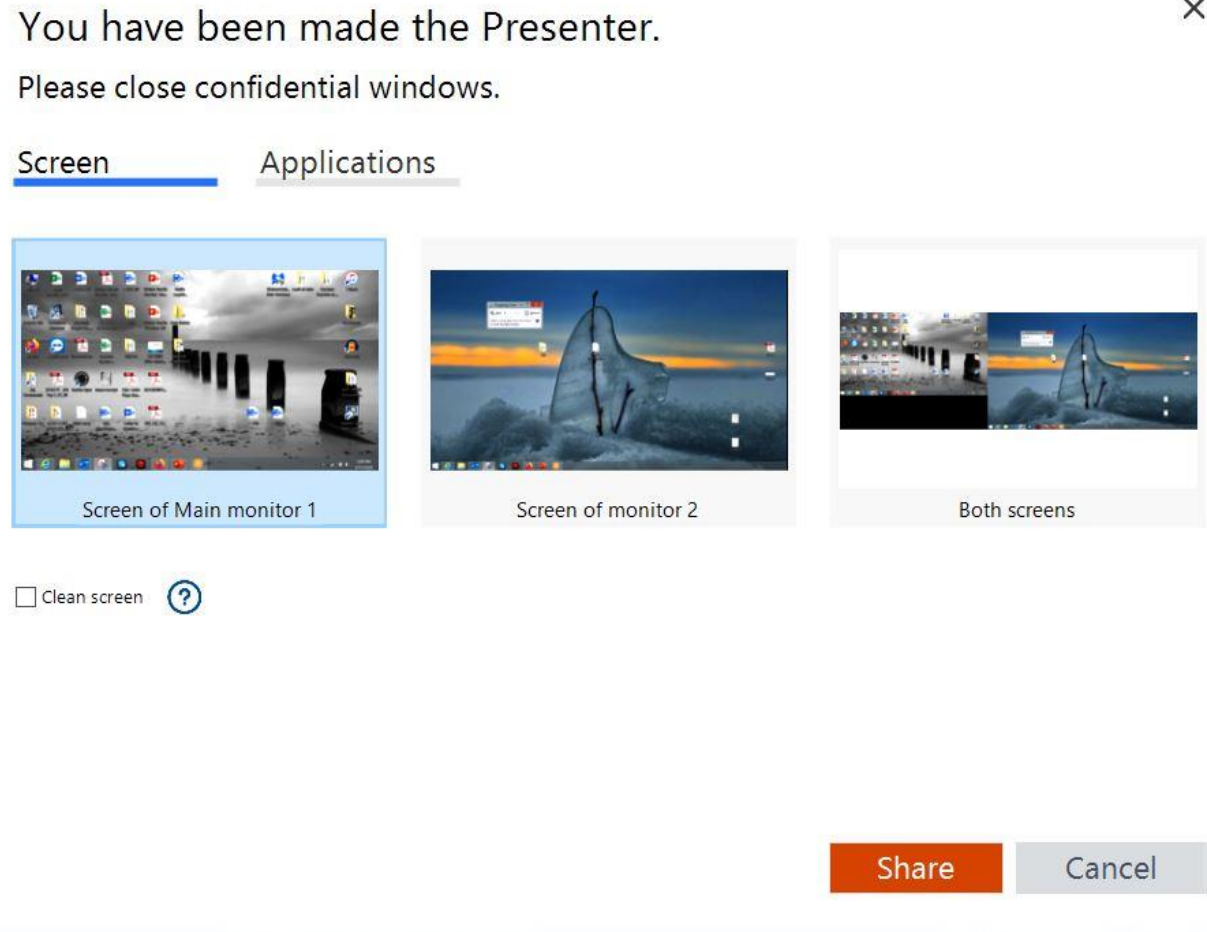 You have been made the Presenter.
Please close confidential windows.
Screen
Applications
Screen of Main monitor 1
Screen of monitor 2
Both screens
Clean screen ?
Share
Cancel